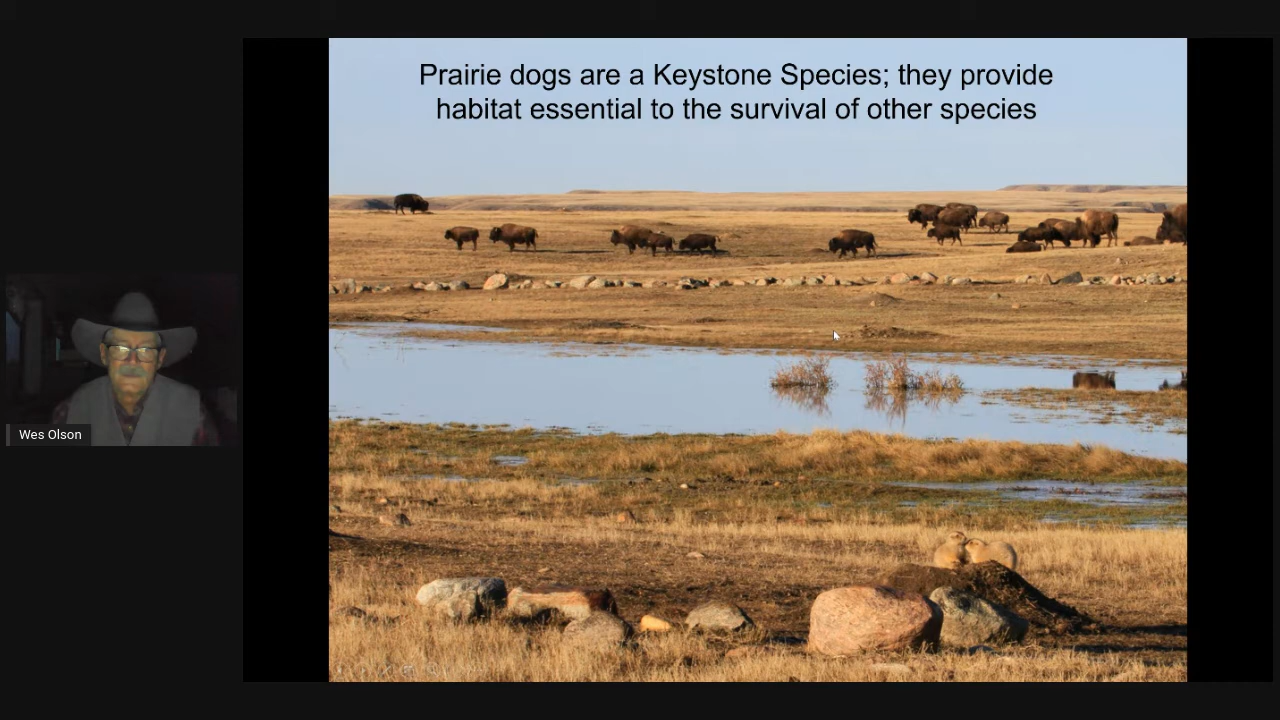 Prairie dogs are a Keystone Species; they provide
habitat essential to the survival of other species
Wes Olson